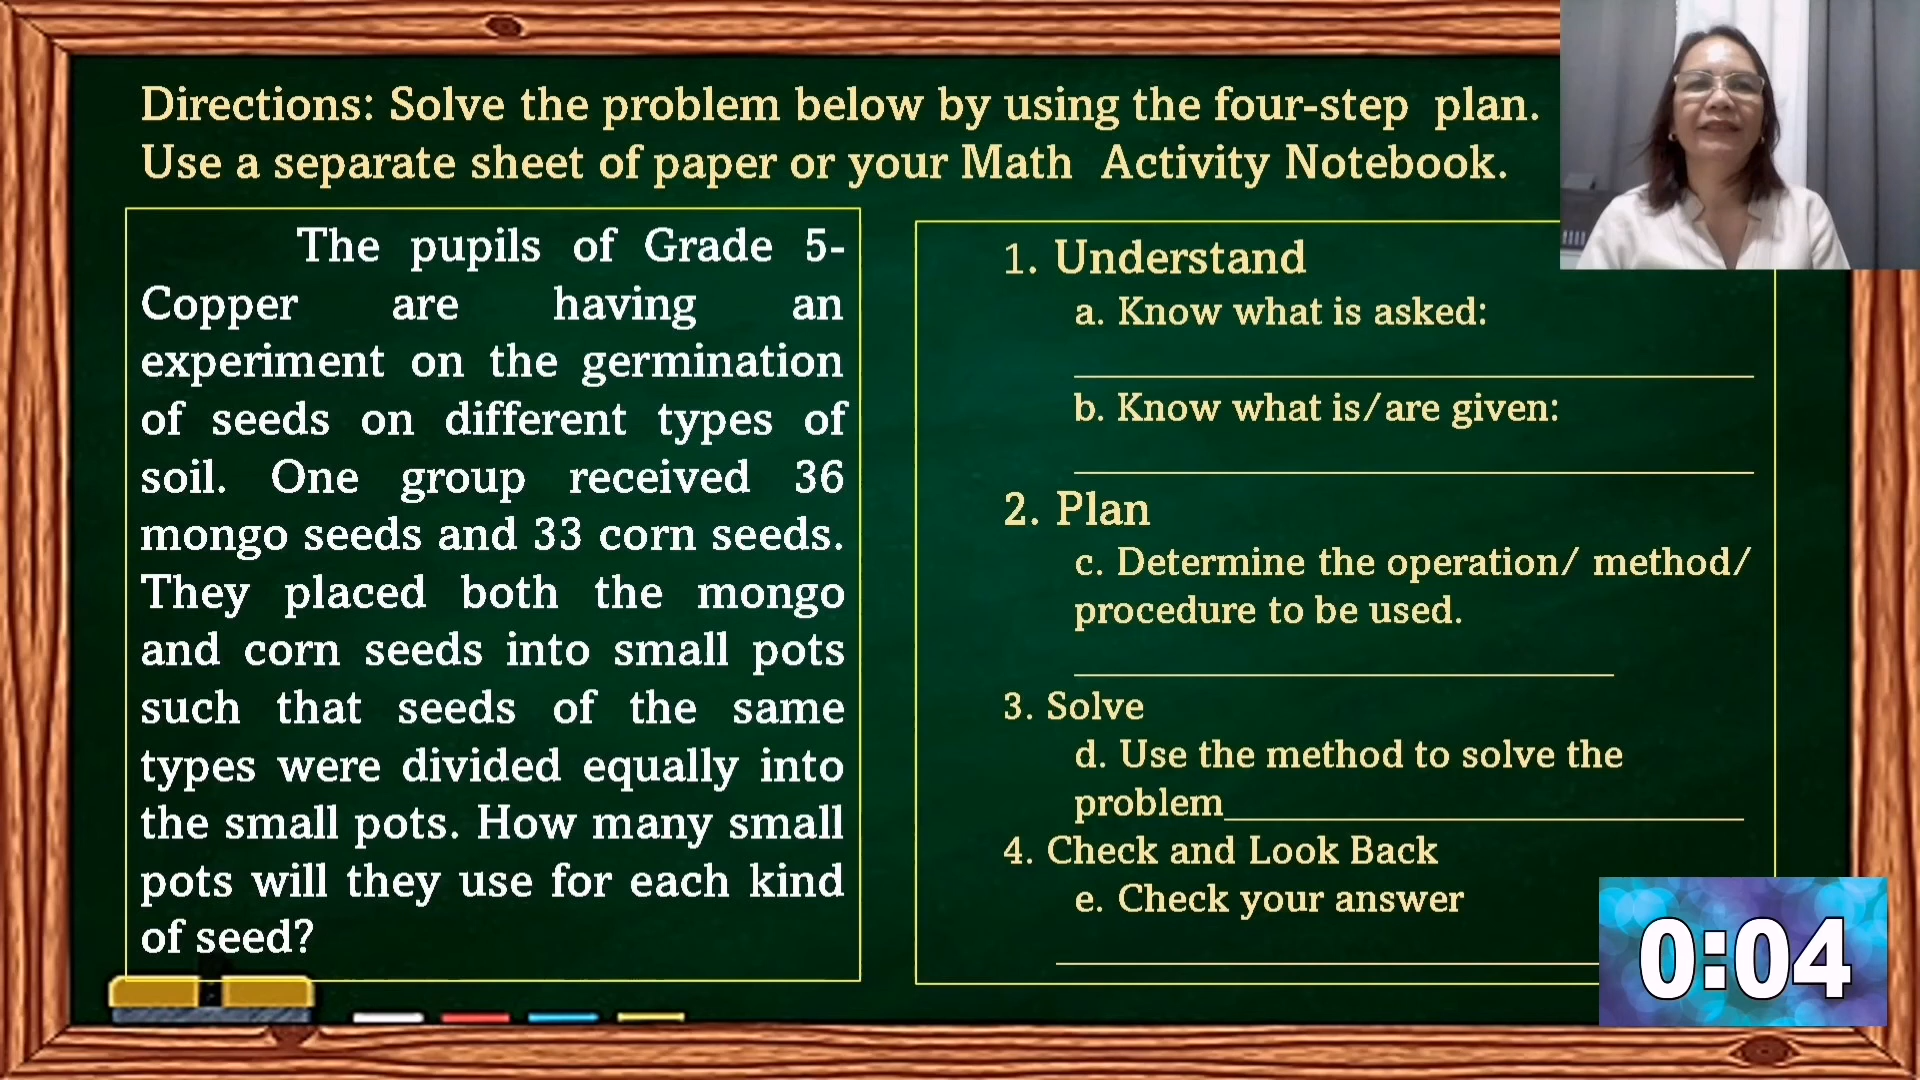 Directions: Solve the problem below by using the four-step plan.
Use a separate sheet of paper or your Math Activity Notebook.
The pupils of Grade 5-
Copper are having an
experiment on the germination
of seeds on different types of
soil. One group received 36
mongo seeds and 33 corn seeds.
They placed both the mongo
and corn seeds into small pots
such that seeds of the same
types were divided equally into
the small pots. How many small
pots will they use for each kind
of seed?
1. Understand
a. Know what is asked:
b. Know what is/are given:
2. Plan
c. Determine the operation/ method/
procedure to be used.
3. Solve
d. Use the method to solve the
problem
4. Check and Look Back
e. Check your answer
0:04